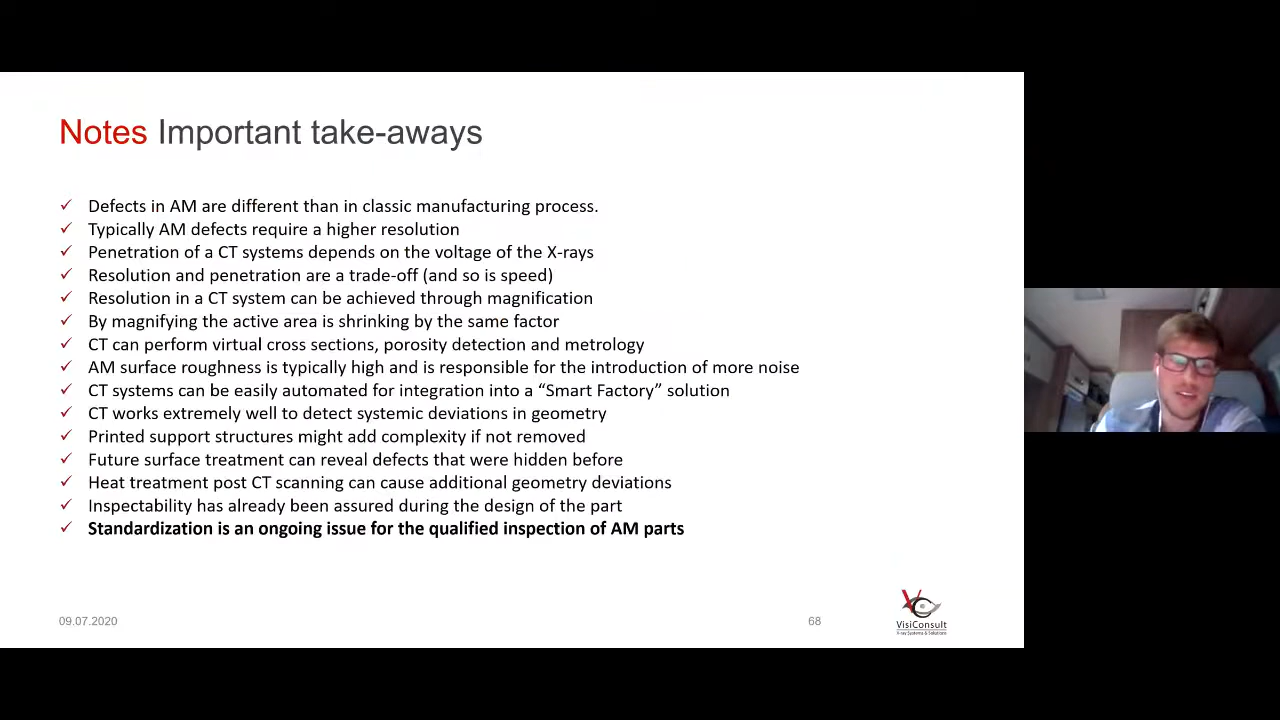 Notes Important take-aways
✓ Defects in AM are different than in classic manufacturing process.
✓ Typically AM defects require a higher resolution
✓ Penetration of a CT systems depends on the voltage of the X-rays
✓ Resolution and penetration are a trade-off (and so is speed)
✓ Resolution in a CT system can be achieved through magnification
✓ By magnifying the active area is shrinking by the same factor
✓ CT can perform virtual cross sections, porosity detection and metrology
✓ AM surface roughness is typically high and is responsible for the introduction of more noise
✓ CT systems can be easily automated for integration into a “Smart Factory” solution
✓ CT works extremely well to detect systemic deviations in geometry
✓ Printed support structures might add complexity if not removed
✓ Future surface treatment can reveal defects that were hidden before
✓ Heat treatment post CT scanning can cause additional geometry deviations
✓ Inspectability has already been assured during the design of the part
✓ Standardization is an ongoing issue for the qualified inspection of AM parts
09.07.2020
68
VisiConsult
X-ray Systems & Solutions